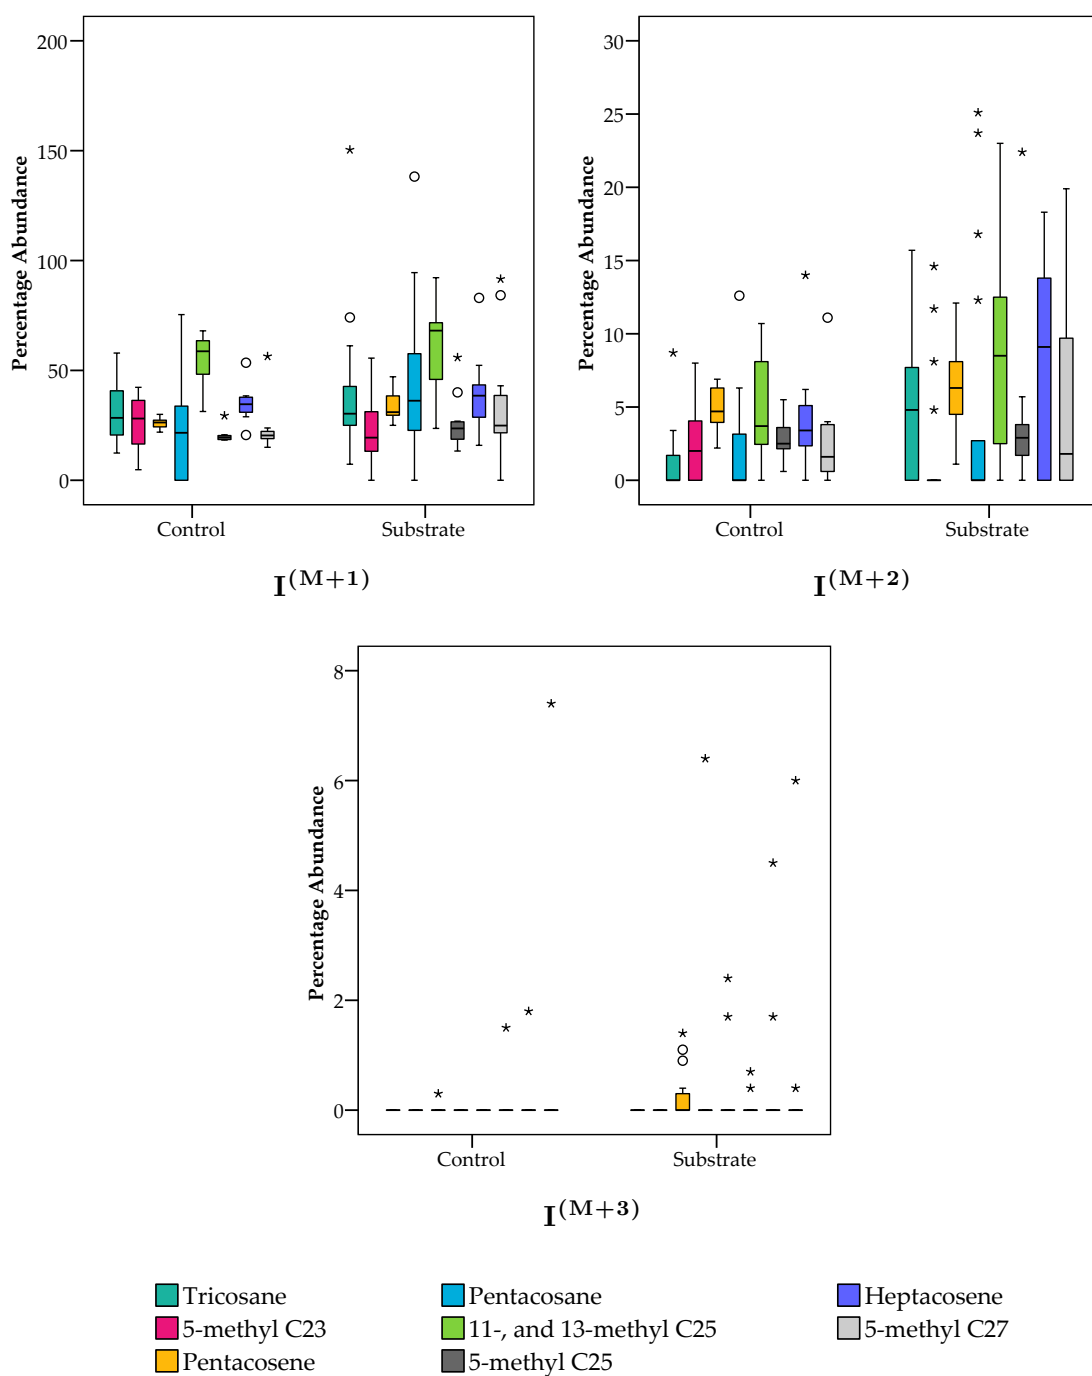 200
150
100
50
0
Percentage Abundance
Control Substrate
I(M+1)
30
25
20
15
10
5
0
Percentage Abundance
Control Substrate
I(M+2)
8
6
4
2
0
Percentage Abundance
Control Substrate
I(M+3)
Tricosane Pentacosane Heptacosene
5-methyl C23 11-, and 13-methyl C25 5-methyl C27
Pentacosene 5-methyl C25